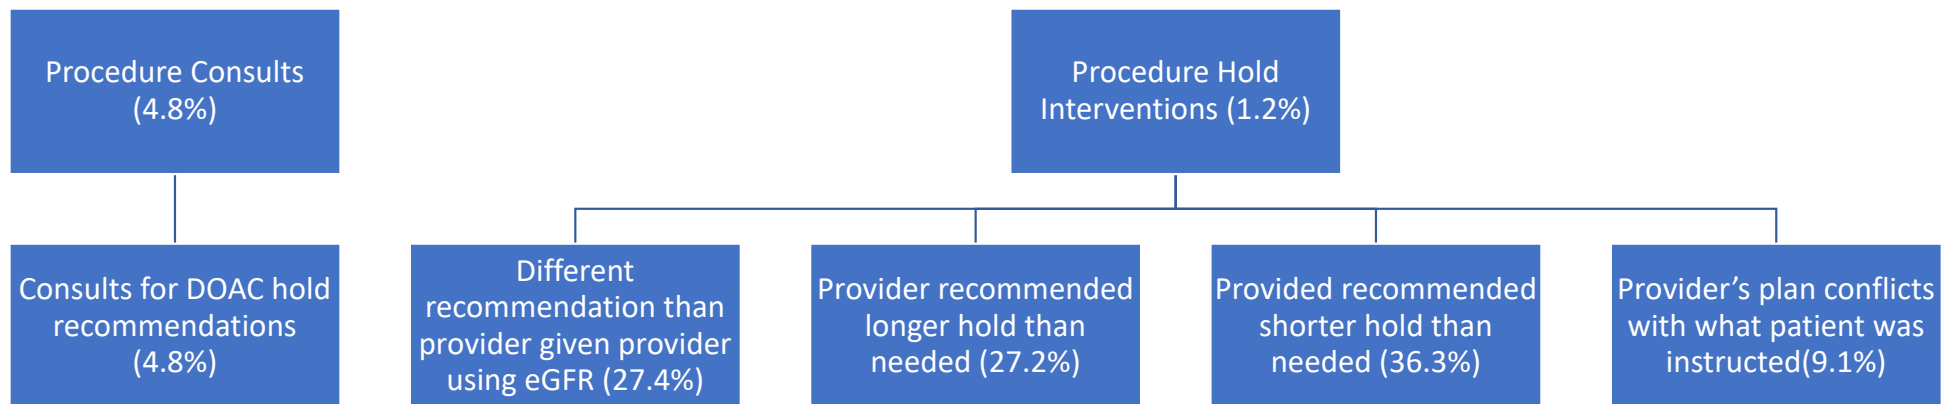 Procedure Consults
(4.8%)
Procedure Hold
Interventions (1.2%)
Consults for DOAC hold
recommendations
(4.8%)
Different
recommendation than
provider given provider
using eGFR (27.4%)
Provider recommended
longer hold than
needed (27.2%)
Provided recommended
shorter hold than
needed (36.3%)
Provider’s plan conflicts
with what patient was
instructed(9.1%)